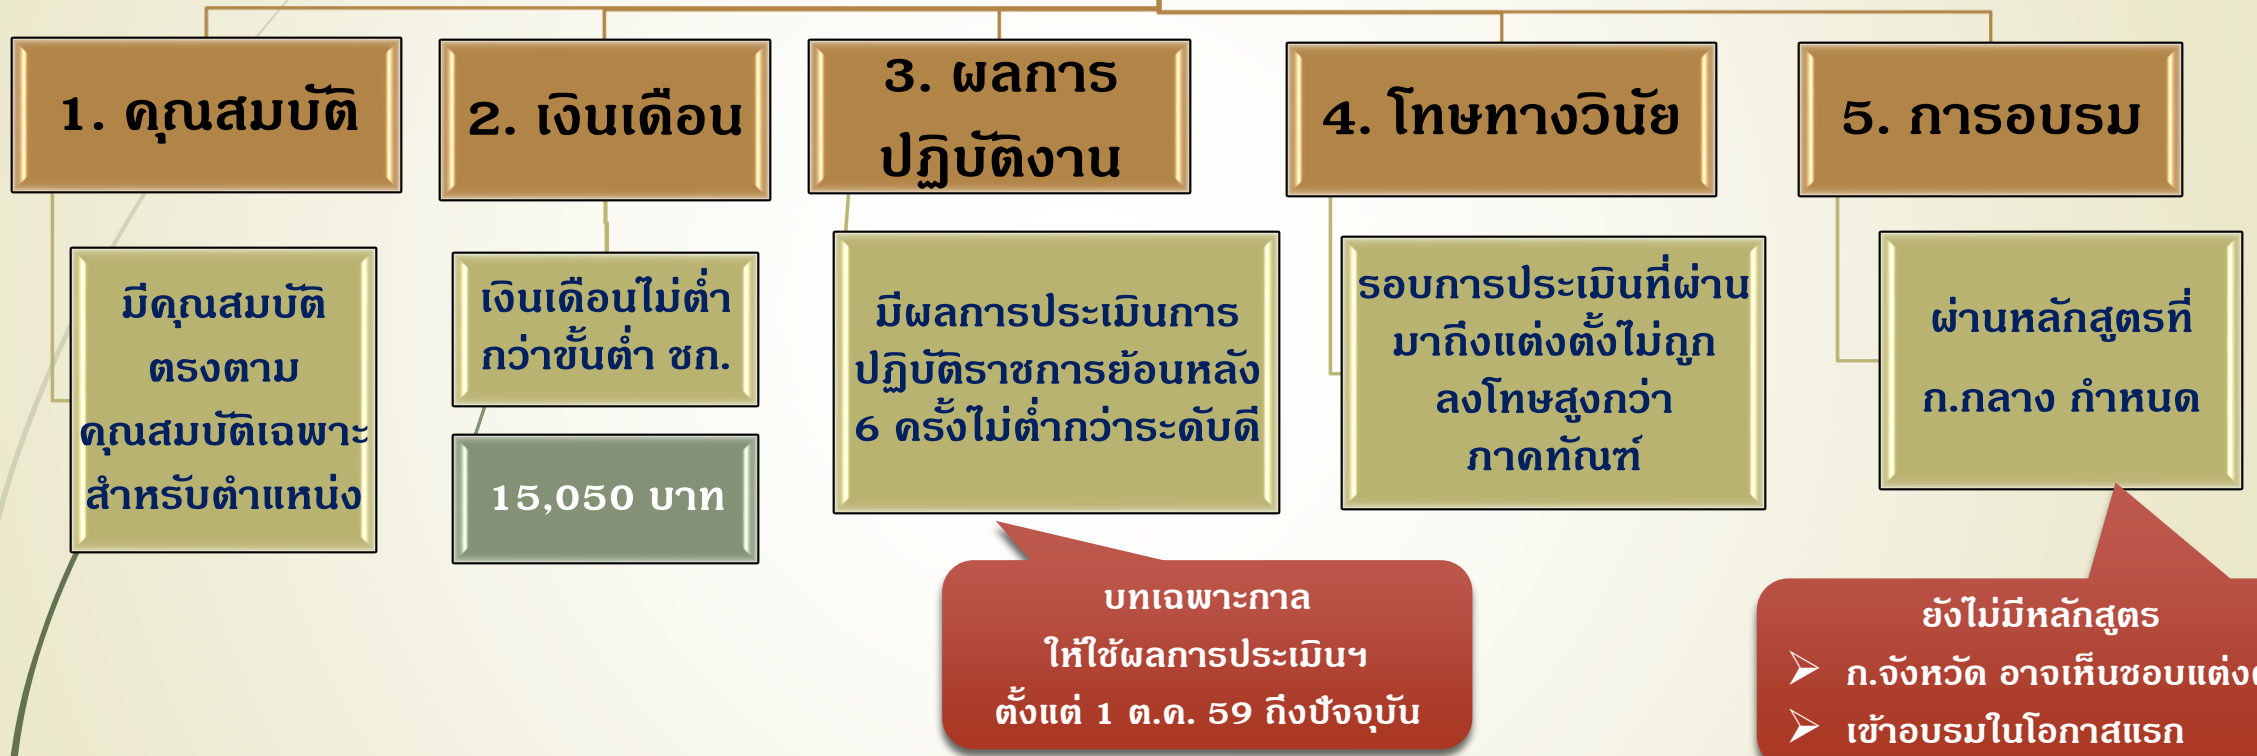 1. คุณสมบัติ
มีคุณสมบัติ
ตรงตาม
คุณสมบัติเฉพาะ
สำหรับตำแหน่ง
2. เงินเดือน
เงินเดือนไม่ต่ำ
กว่าขั้นต่ำ ชก.
15,050 บาท
3. ผลการ
ปฏิบัติงาน
มีผลการประเมินการ
ปฏิบัติราชการย้อนหลัง
6 ครั้งไม่ต่ำกว่าระดับดี
บทเฉพาะกาล
ให้ใช้ผลการประเมินฯ
ตั้งแต่ 1 ต.ค. 59 ถึงปัจจุบัน
4. โทษทางวินัย
รอบการประเมินที่ผ่าน
มาถึงแต่งตั้งไม่ถูก
ลงโทษสูงกว่า
ภาคทัณฑ์
5. การอบรม
ผ่านหลักสูตรที่
ก.กลาง กำหนด
ยังไม่มีหลักสูตร
➢ ก.จังหวัด อาจเห็นชอบ
➢ เข้าอบรมในโอกาสแรก